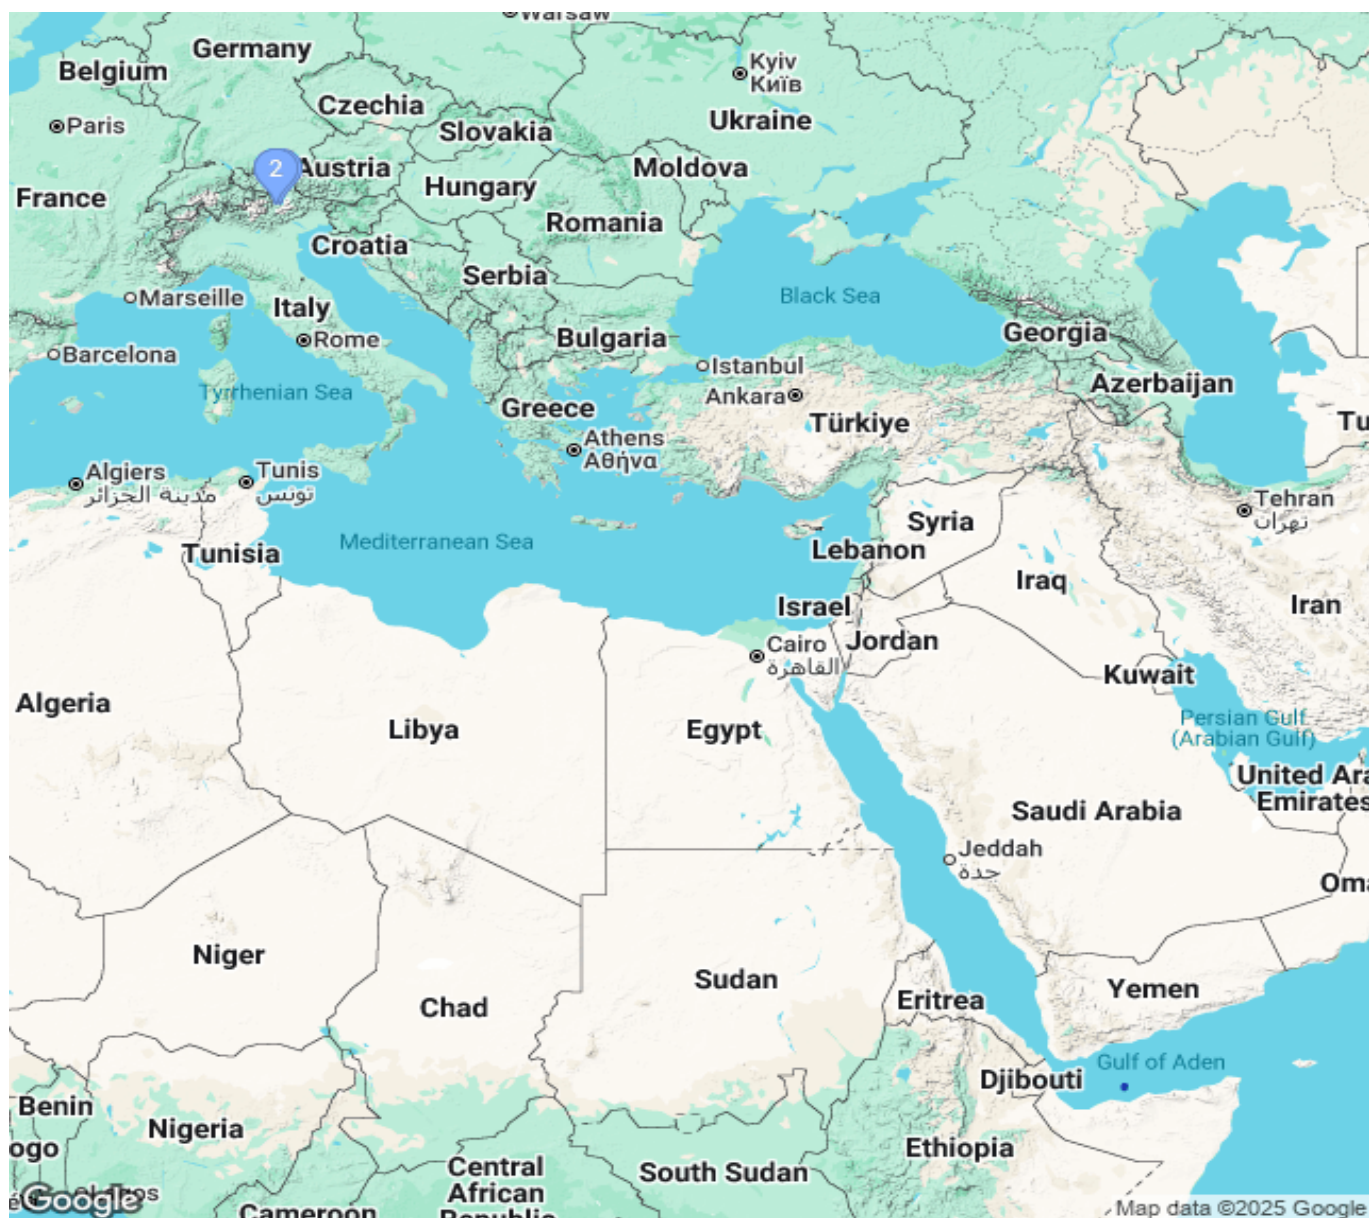 Warsaw
Germany
Belgium
Kyiv
Київ
Czechia
Paris
Slovakia
Ukraine
2
Austria
Moldova
Hungary
France
Romania
Croatia
Serbia
Black Sea
Marseille
Italy
Rome
Bulgaria
Georgia
Barcelona
Istanbul
Azerbaijan
Tyrrhenian Sea
Ankara
Greece
Türkiye
Tu
Athens
Αθήνα
Algiers
مدينة الجزائر
Tunis
تونس
Tehran
تهران
Syria
Mediterranean Sea
Lebanon
Tunisia
Iraq
Israel
Iran
Jordan
Cairo
القاهرة
Kuwait
Algeria
Libya
Egypt
Persian Gulf
(Arabian Gulf)
United Ara
Emirates
Saudi Arabia
Jeddah
جدة
Oma
Niger
Sudan
Yemen
Eritrea
Chad
Gulf of Aden
Djibouti
Benin
Nigeria
ogo
Ethiopia
Central
African
Republic
South Sudan
Cameroon
Google
Map data ©2025 Google